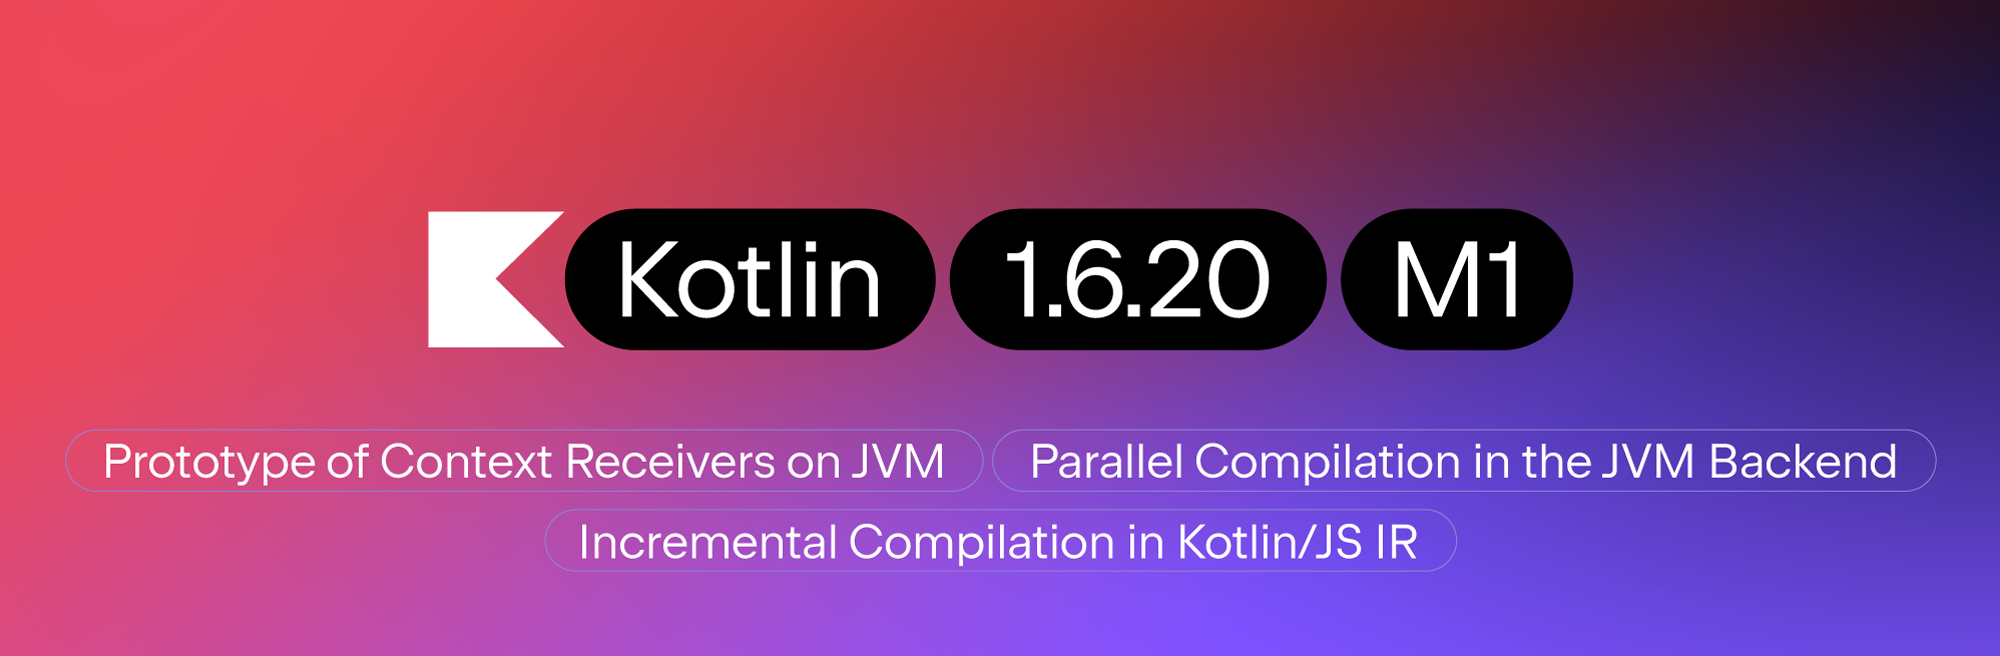 Kotlin 1.6.20 M1
Prototype of Context Receivers on JVM Parallel Compilation in the JVM Backend
Incremental Compilation in Kotlin/JS IR